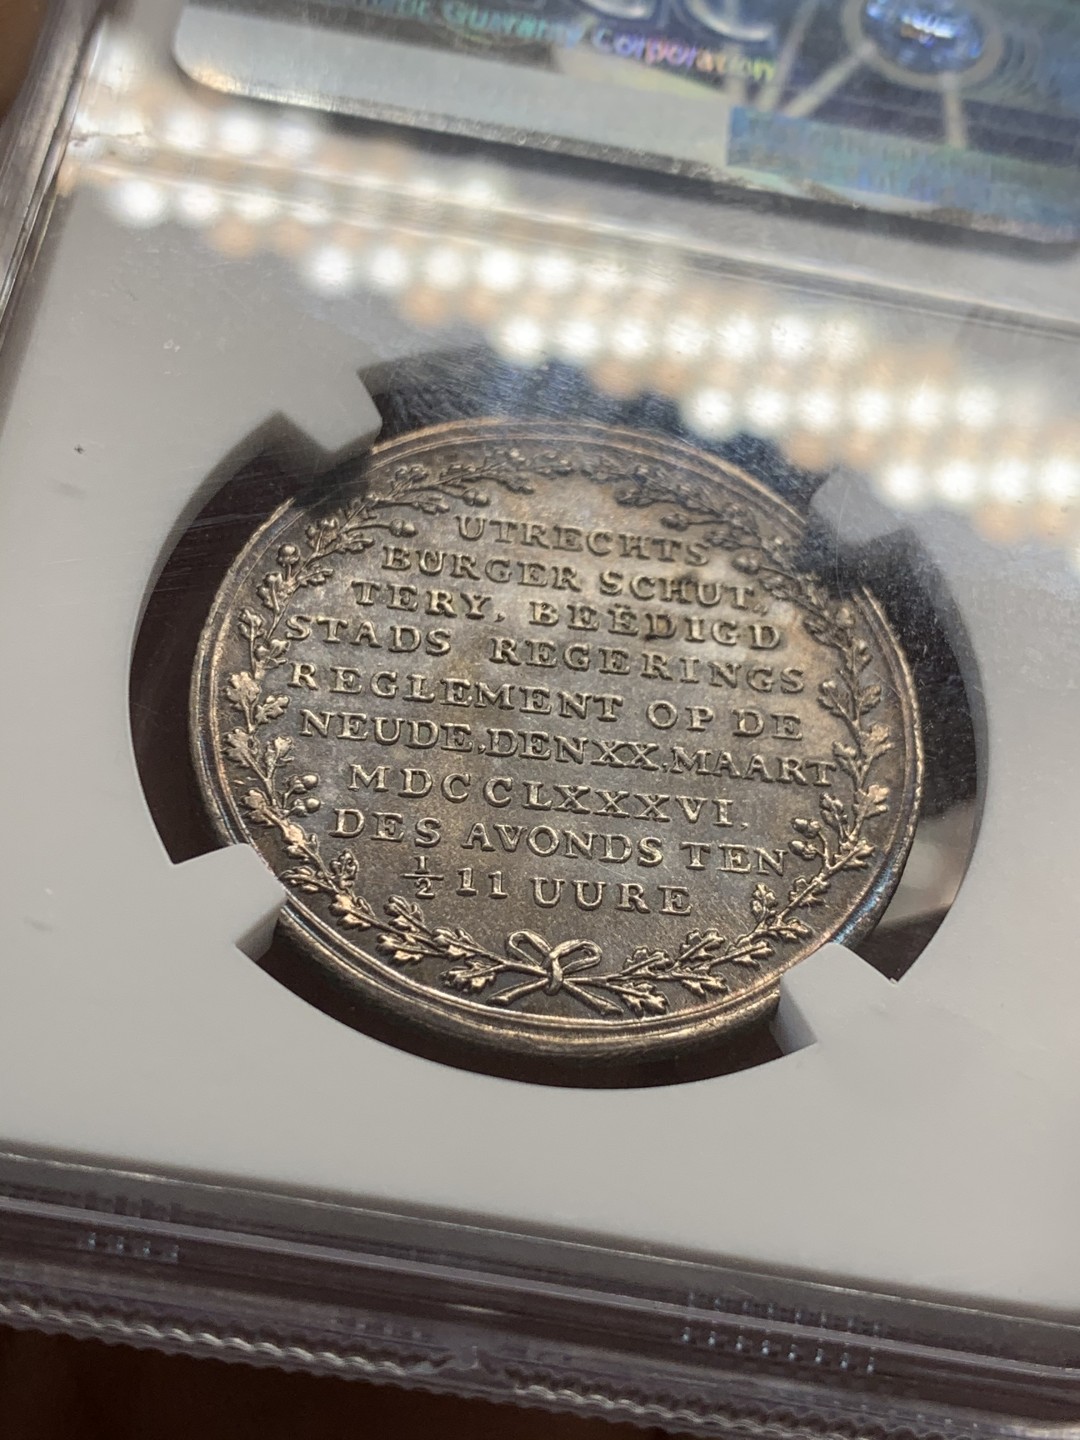 Guaranty Corporation
UTRECHTS
BURGER SCHUT„
TERY, BEËDIGD
STADS REGERINGS
REGLEMENT OP DE
NEUDE, DEN XX, MAART
MDCCLXXXVI,
DES AVONDS TEN
½ 11 UURE